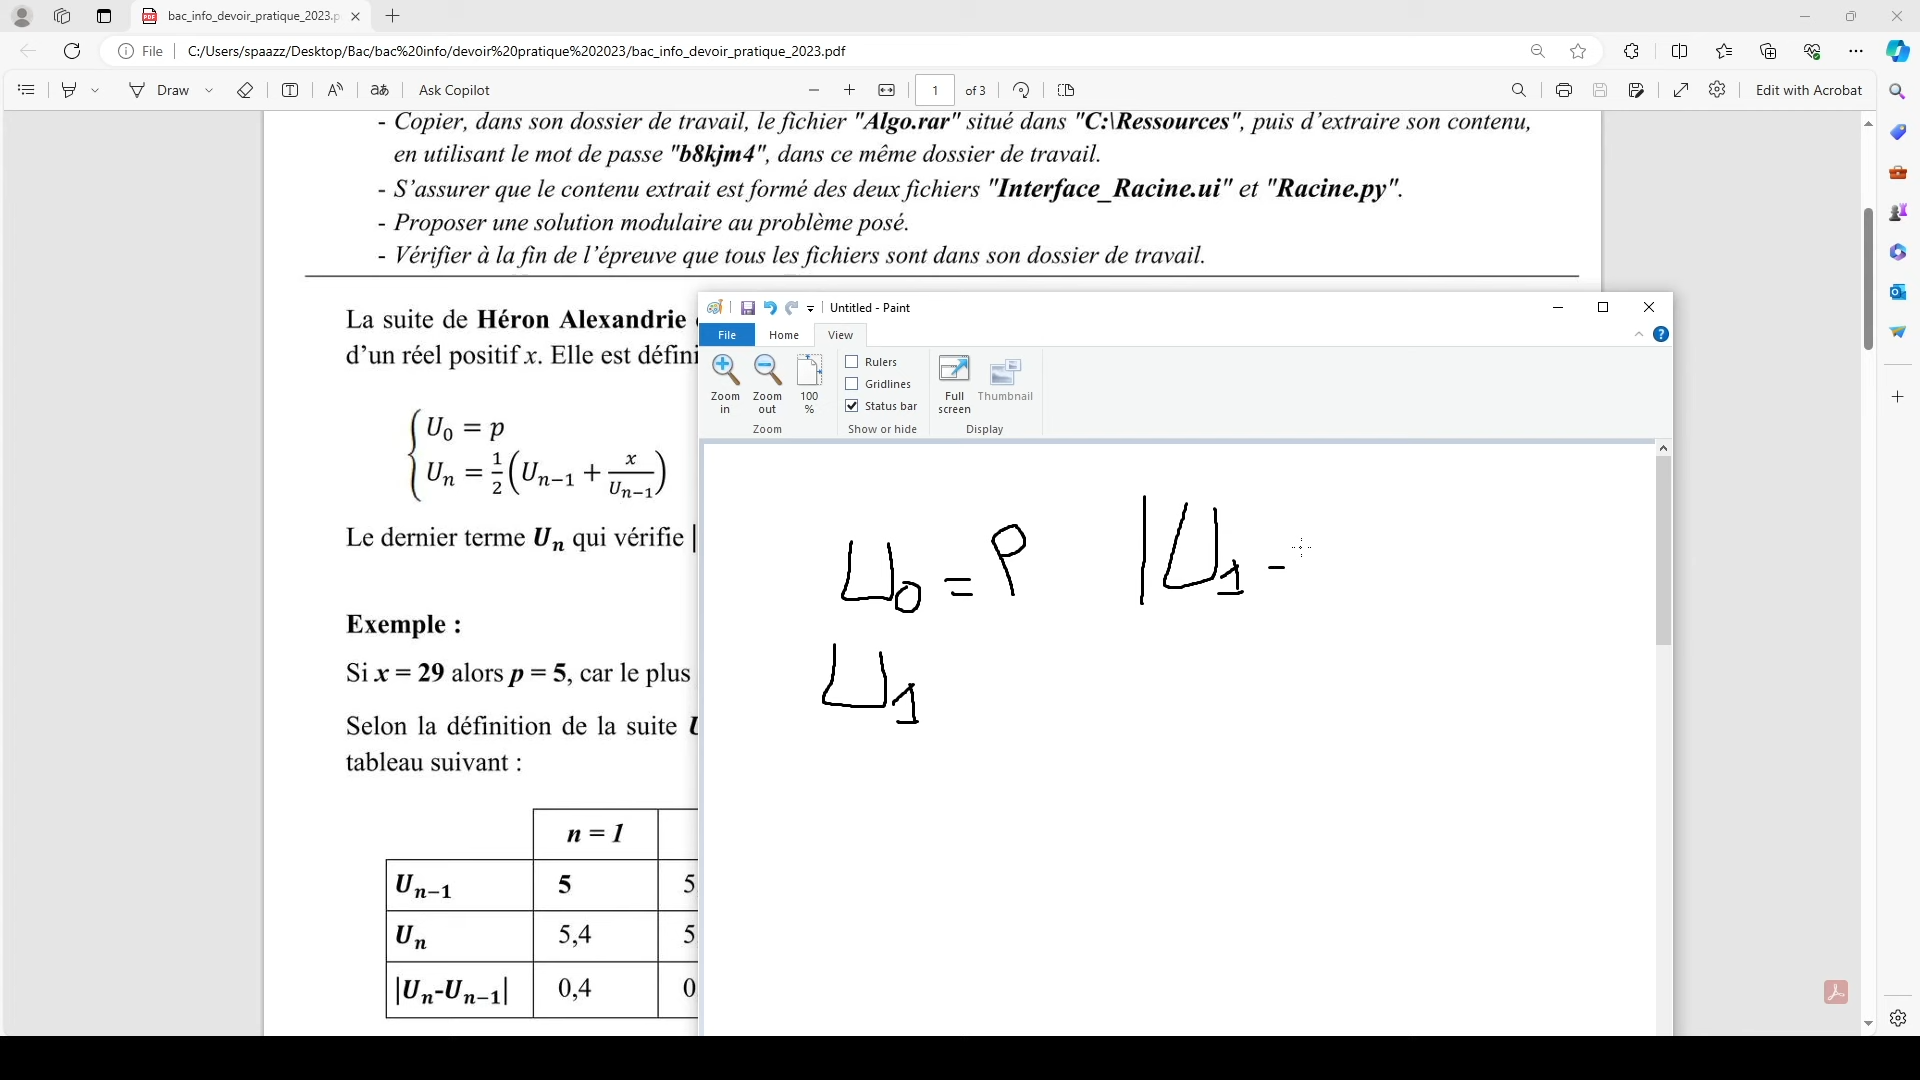 bac_info_devoir_pratique_2023.p
File
C:/Users/spaazz/Desktop/Bac/bac%20info/devoir%20pratique%202023/bac_info_devoir_pratique_2023.pdf
Draw
aあ
Ask Copilot
1
of 3
Edit with Acrobat
- Copier, dans son dossier de travail, le fichier "Algo.rar" situé dans "C:\Ressources", puis d'extraire son contenu,
en utilisant le mot de passe "b8kjm4", dans ce même dossier de travail.
- S'assurer que le contenu extrait est formé des deux fichiers "Interface_Racine.ui" et "Racine.py".
- Proposer une solution modulaire au problème posé.
- Vérifier à la fin de l'épreuve que tous les fichiers sont dans son dossier de travail.
La suite de Héron Alexandrie
d'un réel positif x. Elle est défini
U₀ = p
Uₙ = 1/2 (Uₙ₋₁ + x/Uₙ₋₁)
Le dernier terme Uₙ qui vérifie |
Exemple :
Si x = 29 alors p = 5, car le plus
Selon la définition de la suite U
tableau suivant :
n = 1
Uₙ₋₁ 5 5
Uₙ 5,4 5
|Uₙ-Uₙ₋₁| 0,4 0
Untitled - Paint
File Home View
Zoom in
Zoom out
100 %
Rulers
Gridlines
Status bar
Full screen
Thumbnail
Zoom
Show or hide
Display
U₀ = P |U₁ -
U₁